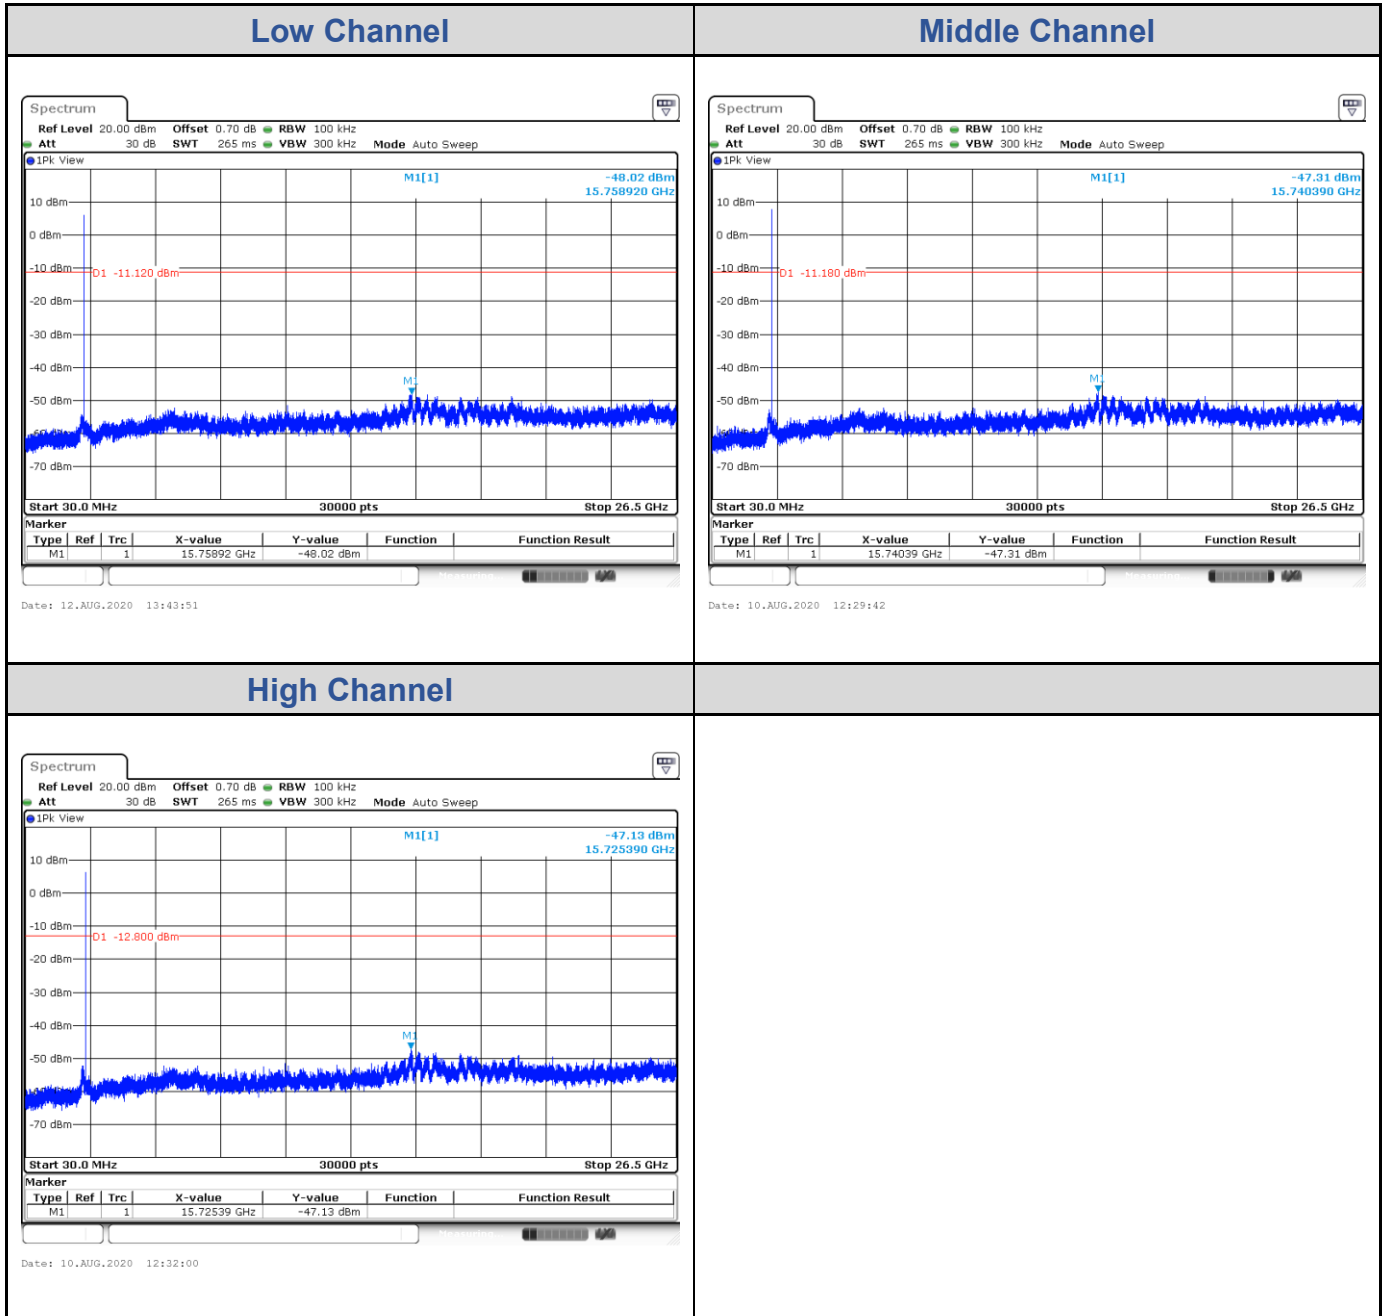 Low Channel
Spectrum
Ref Level 20.00 dBm Offset 0.70 dB RBW 100 kHz
Att 30 dB SWT 265 ms VBW 300 kHz Mode Auto Sweep
1Pk View
M1[1] -48.02 dBm
15.758920 GHz
10 dBm
0 dBm
-10 dBm
D1 -11.120 dBm
-20 dBm
-30 dBm
-40 dBm
M1
-50 dBm
-60 dBm
-70 dBm
Start 30.0 MHz 30000 pts Stop 26.5 GHz
Marker
Type Ref Trc X-value Y-value Function Function Result
M1 1 15.75892 GHz -48.02 dBm
Date: 12.AUG.2020 13:43:51
Middle Channel
Spectrum
Ref Level 20.00 dBm Offset 0.70 dB RBW 100 kHz
Att 30 dB SWT 265 ms VBW 300 kHz Mode Auto Sweep
1Pk View
M1[1] -47.31 dBm
15.740390 GHz
10 dBm
0 dBm
-10 dBm
D1 -11.180 dBm
-20 dBm
-30 dBm
-40 dBm
M1
-50 dBm
-60 dBm
-70 dBm
Start 30.0 MHz 30000 pts Stop 26.5 GHz
Marker
Type Ref Trc X-value Y-value Function Function Result
M1 1 15.74039 GHz -47.31 dBm
Measuring
Date: 10.AUG.2020 12:29:42
High Channel
Spectrum
Ref Level 20.00 dBm Offset 0.70 dB RBW 100 kHz
Att 30 dB SWT 265 ms VBW 300 kHz Mode Auto Sweep
1Pk View
M1[1] -47.13 dBm
15.725390 GHz
10 dBm
0 dBm
-10 dBm
D1 -12.800 dBm
-20 dBm
-30 dBm
-40 dBm
M1
-50 dBm
-70 dBm
Start 30.0 MHz 30000 pts Stop 26.5 GHz
Marker
Type Ref Trc X-value Y-value Function Function Result
M1 1 15.72539 GHz -47.13 dBm
Measuring
Date: 10.AUG.2020 12:32:00